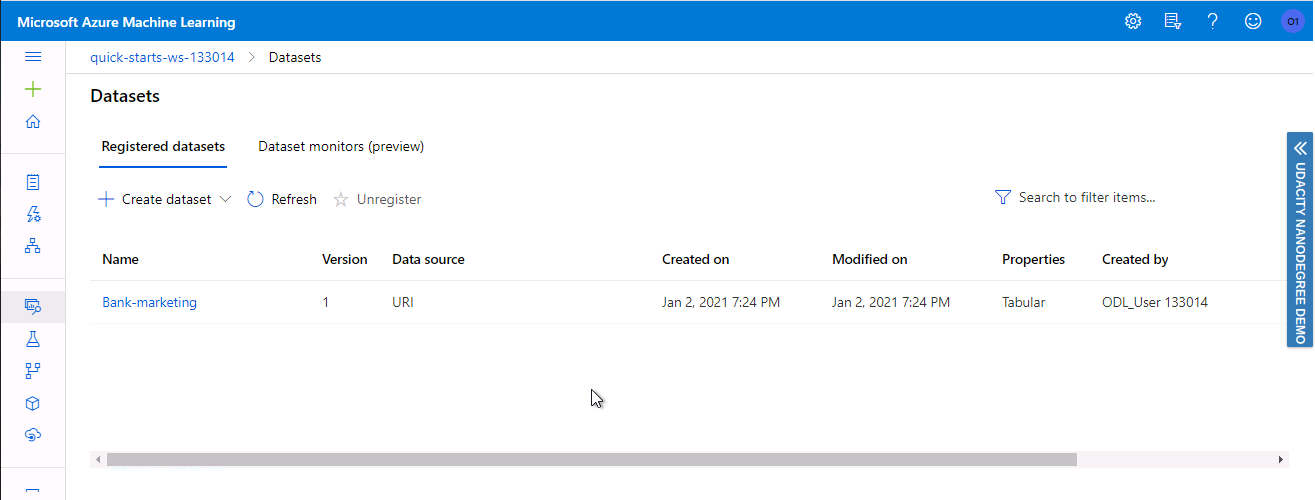 Microsoft Azure Machine Learning
O1
quick-starts-ws-133014 > Datasets
Datasets
Registered datasets Dataset monitors (preview)
Create dataset Refresh Unregister Search to filter items...
Name Version Data source Created on Modified on Properties Created by
Bank-marketing 1 URI Jan 2, 2021 7:24 PM Jan 2, 2021 7:24 PM Tabular ODL_User 133014
UDACITY NANODEGREE DEMO